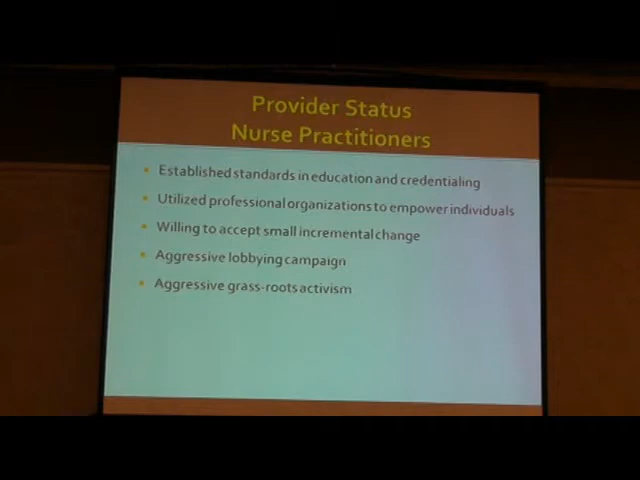 Provider Status
Nurse Practitioners
Established standards in education and credentialing
Utilized professional organizations to empower individuals
Willing to accept small incremental change
Aggressive lobbying campaign
Aggressive grass-roots activism